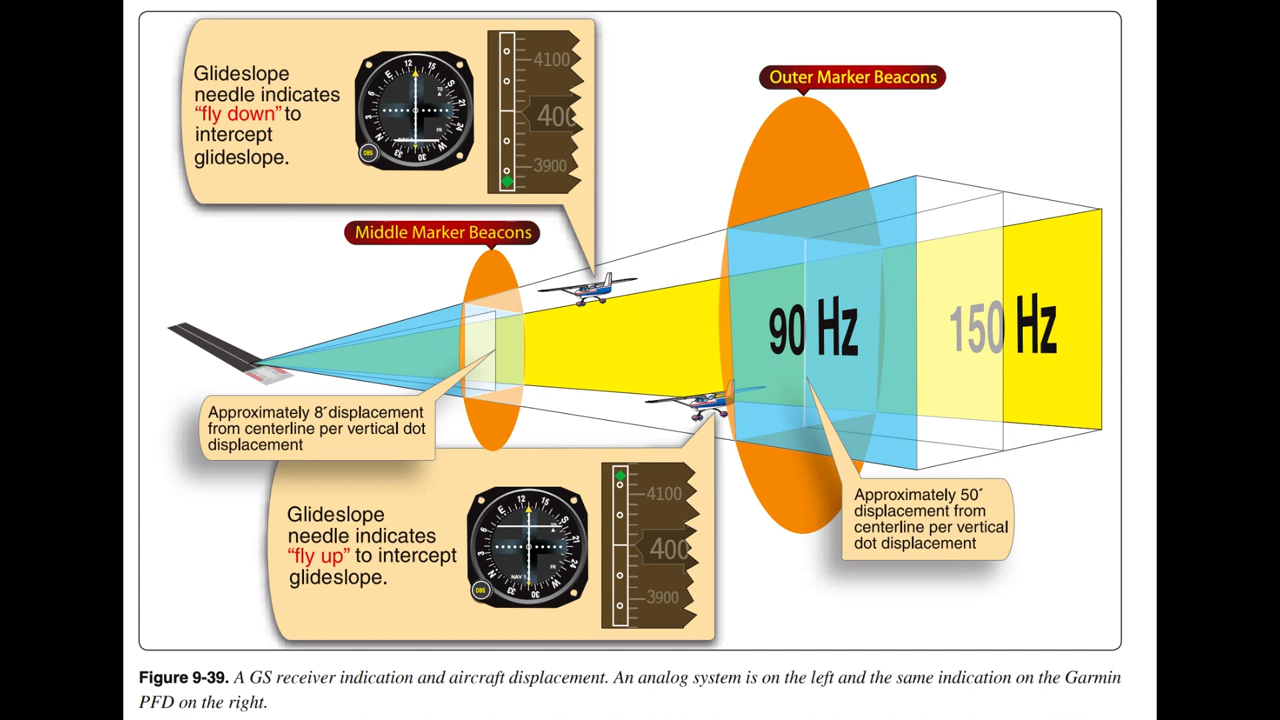 Glideslope
needle indicates
“fly down” to
intercept
glideslope.
4100
400
3900
OBS
Outer Marker Beacons
Middle Marker Beacons
90 Hz
150 Hz
Approximately 8´displacement
from centerline per vertical dot
displacement
Glideslope
needle indicates
“fly up” to intercept
glideslope.
OBS
4100
400
3900
Approximately 50´
displacement from
centerline per vertical
dot displacement
Figure 9-39. A GS receiver indication and aircraft displacement. An analog system is on the left and the same indication on the Garmin
PFD on the right.